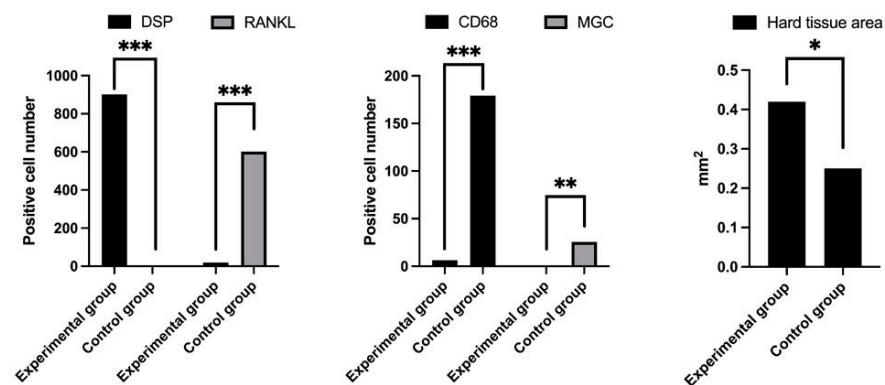 DSP RANKL
***
***
1000
800
600
400
200
0
Positive cell number
Experimental group
Control group
Experimental group
Control group
CD68 MGC
***
**
200
150
100
50
0
Positive cell number
Experimental group
Control group
Experimental group
Control group
Hard tissue area
*
0.5
0.4
0.3
0.2
0.1
0.0
mm²
Experimental group
Control group